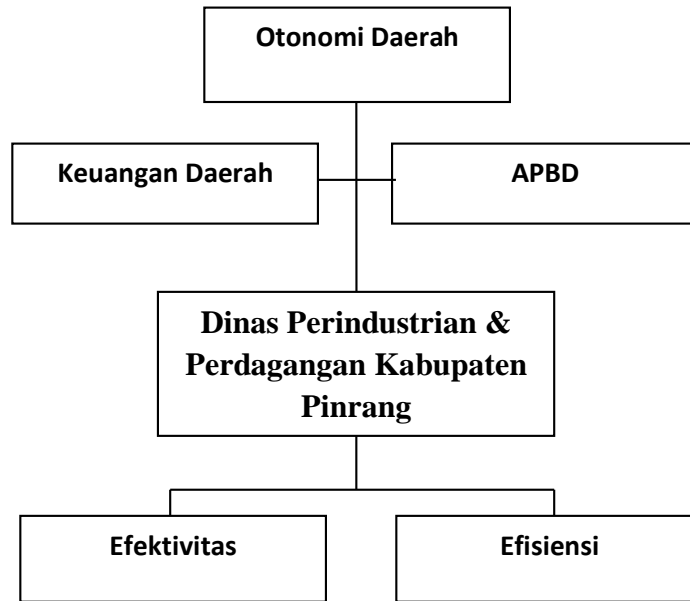 Otonomi Daerah
Keuangan Daerah
APBD
Dinas Perindustrian &
Perdagangan Kabupaten
Pinrang
Efektivitas
Efisiensi